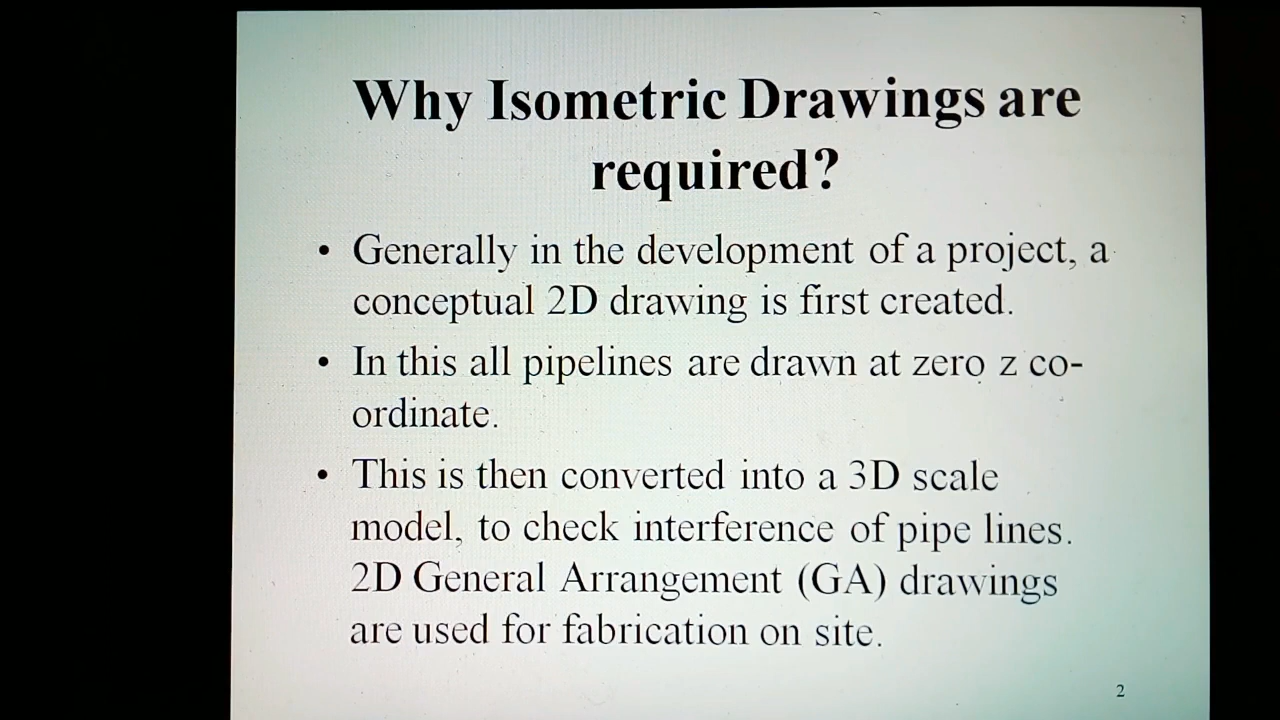 Why Isometric Drawings are
required?
• Generally in the development of a project, a
conceptual 2D drawing is first created.
• In this all pipelines are drawn at zero z co-
ordinate.
• This is then converted into a 3D scale
model, to check interference of pipe lines.
2D General Arrangement (GA) drawings
are used for fabrication on site.
2